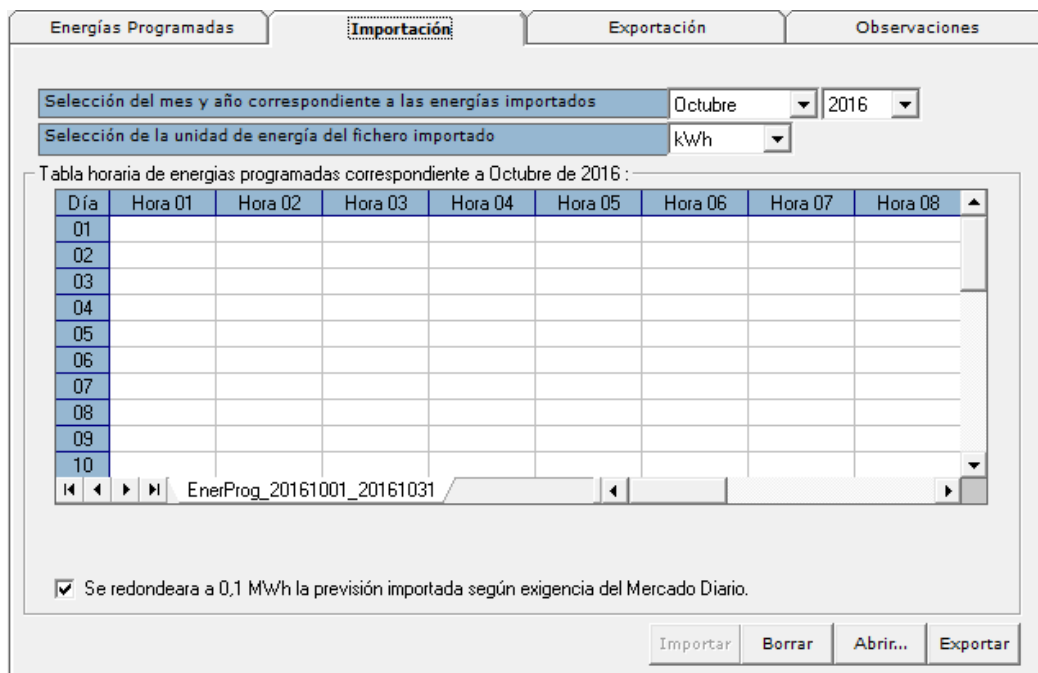 Energías Programadas Importación Exportación Observaciones
Selección del mes y año correspondiente a las energías importados Octubre 2016
Selección de la unidad de energía del fichero importado kWh
Tabla horaria de energias programadas correspondiente a Octubre de 2016 :
Día Hora 01 Hora 02 Hora 03 Hora 04 Hora 05 Hora 06 Hora 07 Hora 08
01
02
03
04
05
06
07
08
09
10
EnerProg_20161001_20161031
Se redondeara a 0,1 MWh la previsión importada según exigencia del Mercado Diario.
Importar Borrar Abrir... Exportar